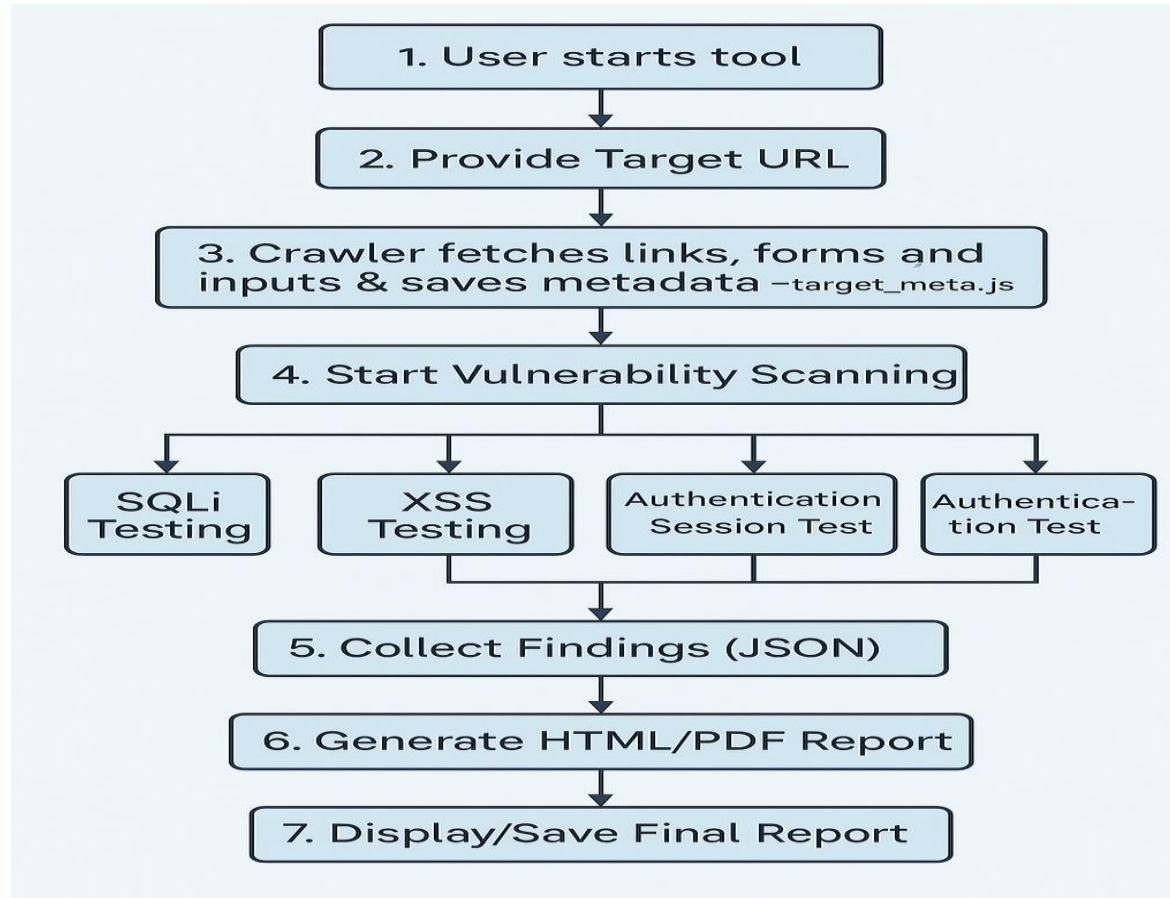 1. User starts tool
2. Provide Target URL
3. Crawler fetches links, forms and
inputs & saves metadata –target_meta.js
4. Start Vulnerability Scanning
SQLi
Testing
XSS
Testing
Authentication
Session Test
Authentica-
tion Test
5. Collect Findings (JSON)
6. Generate HTML/PDF Report
7. Display/Save Final Report